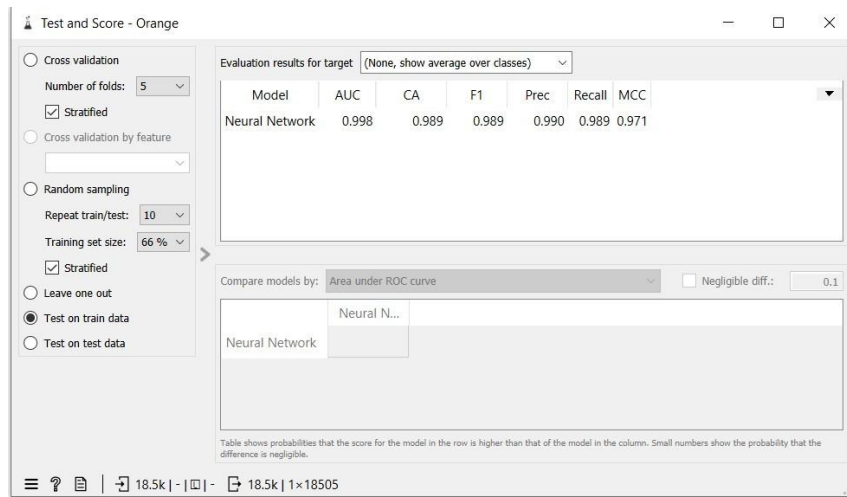 Test and Score - Orange
Cross validation
Number of folds: 5
Stratified
Cross validation by feature
Random sampling
Repeat train/test: 10
Training set size: 66 %
Stratified
Leave one out
Test on train data
Test on test data
Evaluation results for target (None, show average over classes)
Model AUC CA F1 Prec Recall MCC
Neural Network 0.998 0.989 0.989 0.990 0.989 0.971
Compare models by: Area under ROC curve Negligible diff.: 0.1
Neural N...
Neural Network
Table shows probabilities that the score for the model in the row is higher than that of the model in the column. Small numbers show the probability that the
difference is negligible.
18.5k | - | - 18.5k | 1×18505